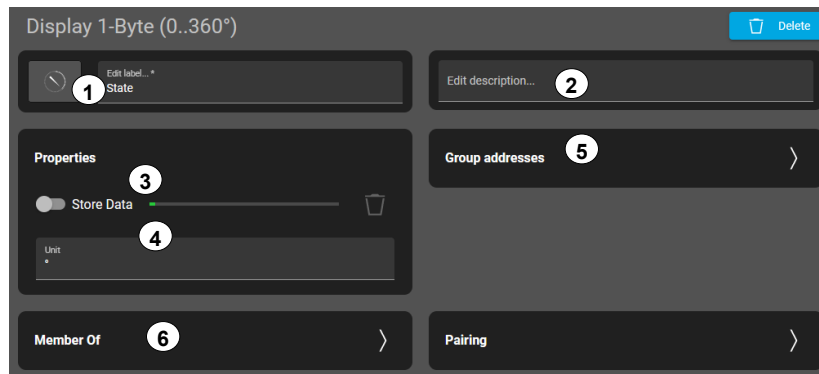 Display 1-Byte (0..360°)
Delete
1
Edit label... *
State
Edit description...
2
Properties
3
Store Data
4
Unit
°
Group addresses
5
Member Of
6
Pairing